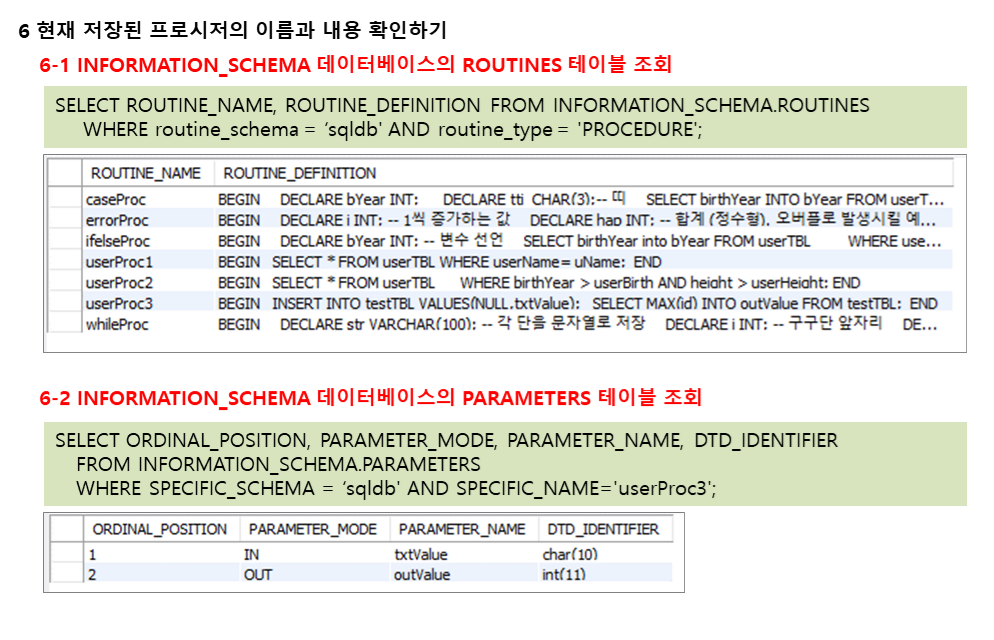 6 현재 저장된 프로시저의 이름과 내용 확인하기
6-1 INFORMATION_SCHEMA 데이터베이스의 ROUTINES 테이블 조회
SELECT ROUTINE_NAME, ROUTINE_DEFINITION FROM INFORMATION_SCHEMA.ROUTINES
WHERE routine_schema = ‘sqldb' AND routine_type = 'PROCEDURE';
ROUTINE_NAME ROUTINE_DEFINITION
caseProc BEGIN DECLARE bYear INT; DECLARE tti CHAR(3);-- 띠 SELECT birthYear INTO bYear FROM userT...
errorProc BEGIN DECLARE i INT; -- 1씩 증가하는 값 DECLARE hap INT; -- 합계 (정수형). 오버플로 발생시킬 예...
ifelseProc BEGIN DECLARE bYear INT; -- 변수 선언 SELECT birthYear into bYear FROM userTBL WHERE use...
userProc1 BEGIN SELECT * FROM userTBL WHERE userName= uName; END
userProc2 BEGIN SELECT * FROM userTBL WHERE birthYear > userBirth AND height > userHeight; END
userProc3 BEGIN INSERT INTO testTBL VALUES(NULL,txtValue); SELECT MAX(id) INTO outValue FROM testTBL; END
whileProc BEGIN DECLARE str VARCHAR(100); -- 각 단을 문자열로 저장 DECLARE i INT; -- 구구단 앞자리 DE...
6-2 INFORMATION_SCHEMA 데이터베이스의 PARAMETERS 테이블 조회
SELECT ORDINAL_POSITION, PARAMETER_MODE, PARAMETER_NAME, DTD_IDENTIFIER
FROM INFORMATION_SCHEMA.PARAMETERS
WHERE SPECIFIC_SCHEMA = ‘sqldb' AND SPECIFIC_NAME='userProc3';
ORDINAL_POSITION PARAMETER_MODE PARAMETER_NAME DTD_IDENTIFIER
1 IN txtValue char(10)
2 OUT outValue int(11)